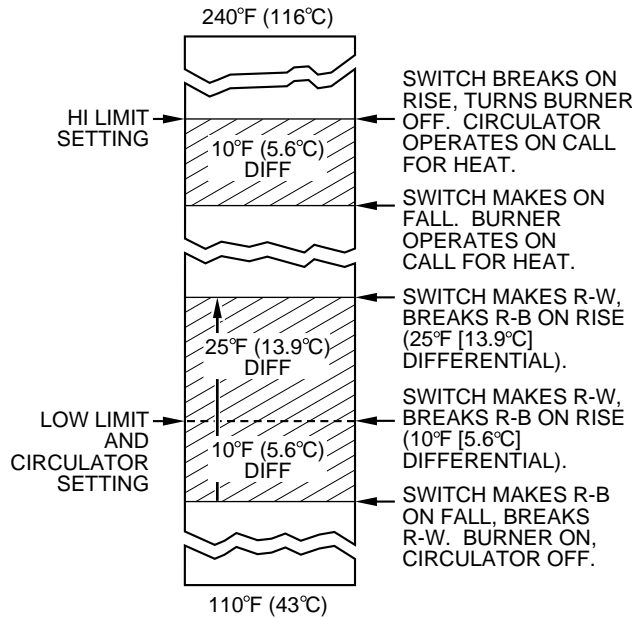 240°F (116°C)
HI LIMIT
SETTING
10°F (5.6°C)
DIFF
SWITCH BREAKS ON
RISE, TURNS BURNER
OFF. CIRCULATOR
OPERATES ON CALL
FOR HEAT.
SWITCH MAKES ON
FALL. BURNER
OPERATES ON
CALL FOR HEAT.
SWITCH MAKES R-W,
BREAKS R-B ON RISE
(25°F [13.9°C]
DIFFERENTIAL).
25°F (13.9°C)
DIFF
LOW LIMIT
AND
CIRCULATOR
SETTING
10°F (5.6°C)
DIFF
SWITCH MAKES R-W,
BREAKS R-B ON RISE
(10°F [5.6°C]
DIFFERENTIAL).
SWITCH MAKES R-B
ON FALL, BREAKS
R-W. BURNER ON,
CIRCULATOR OFF.
110°F (43°C)